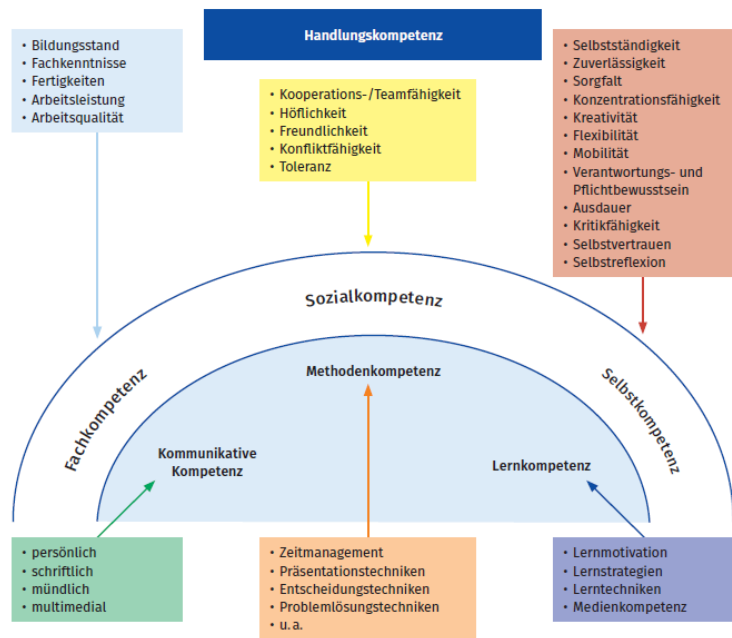 Handlungskompetenz
• Bildungsstand
• Fachkenntnisse
• Fertigkeiten
• Arbeitsleistung
• Arbeitsqualität
• Kooperations-/Teamfähigkeit
• Höflichkeit
• Freundlichkeit
• Konfliktfähigkeit
• Toleranz
• Selbstständigkeit
• Zuverlässigkeit
• Sorgfalt
• Konzentrationsfähigkeit
• Kreativität
• Flexibilität
• Mobilität
• Verantwortungs- und
Pflichtbewusstsein
• Ausdauer
• Kritikfähigkeit
• Selbstvertrauen
• Selbstreflexion
Fachkompetenz
Sozialkompetenz
Selbstkompetenz
Methodenkompetenz
Kommunikative
Kompetenz
Lernkompetenz
• persönlich
• schriftlich
• mündlich
• multimedial
• Zeitmanagement
• Präsentationstechniken
• Entscheidungstechniken
• Problemlösungstechniken
• u. a.
• Lernmotivation
• Lernstrategien
• Lerntechniken
• Medienkompetenz